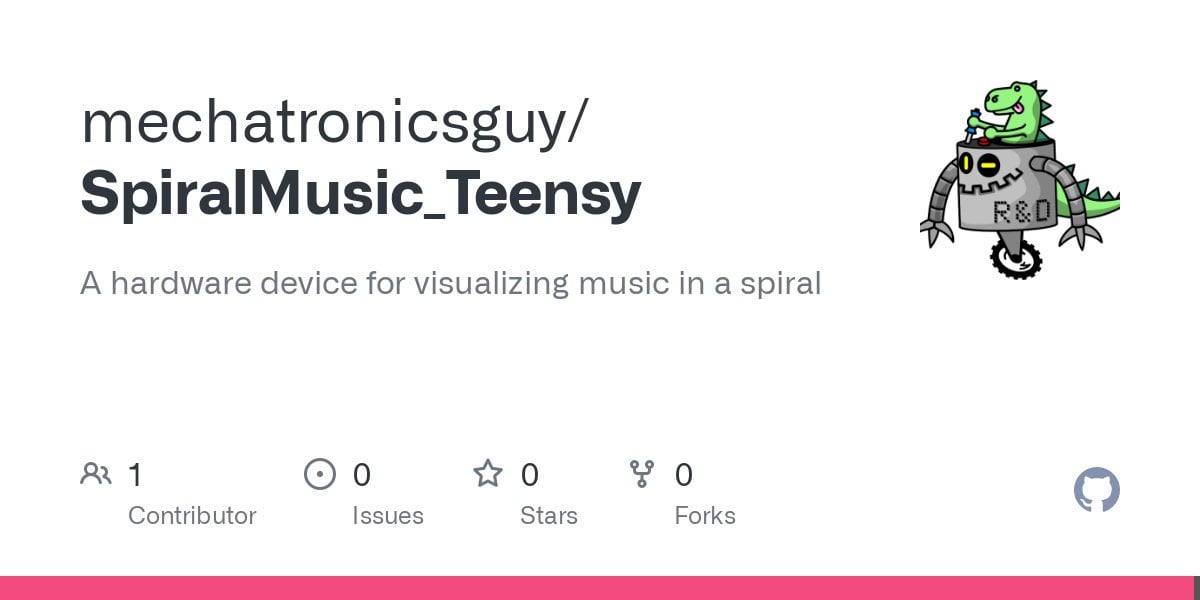 mechatronicsguy/
SpiralMusic_Teensy
A hardware device for visualizing music in a spiral
R&D
1
Contributor
0
Issues
0
Stars
0
Forks